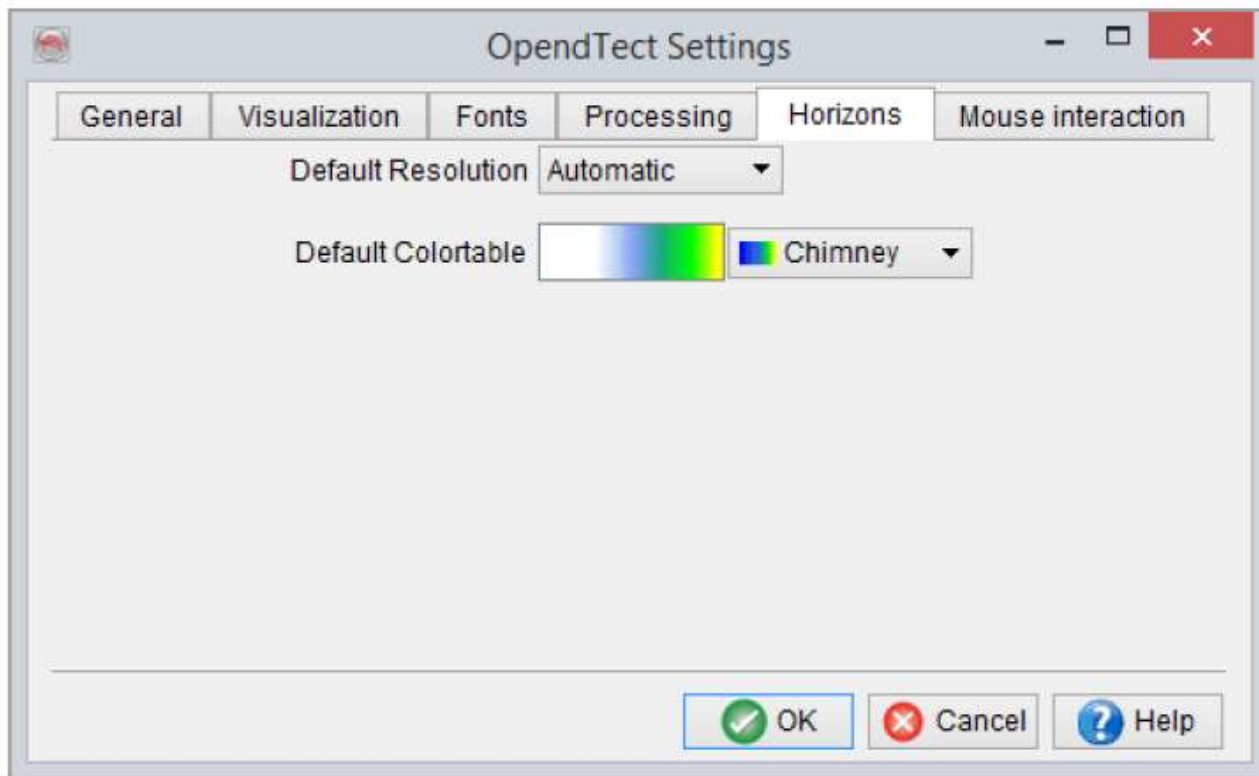 OpendTect Settings
General Visualization Fonts Processing Horizons Mouse interaction
Default Resolution Automatic
Default Colortable Chimney
OK Cancel Help